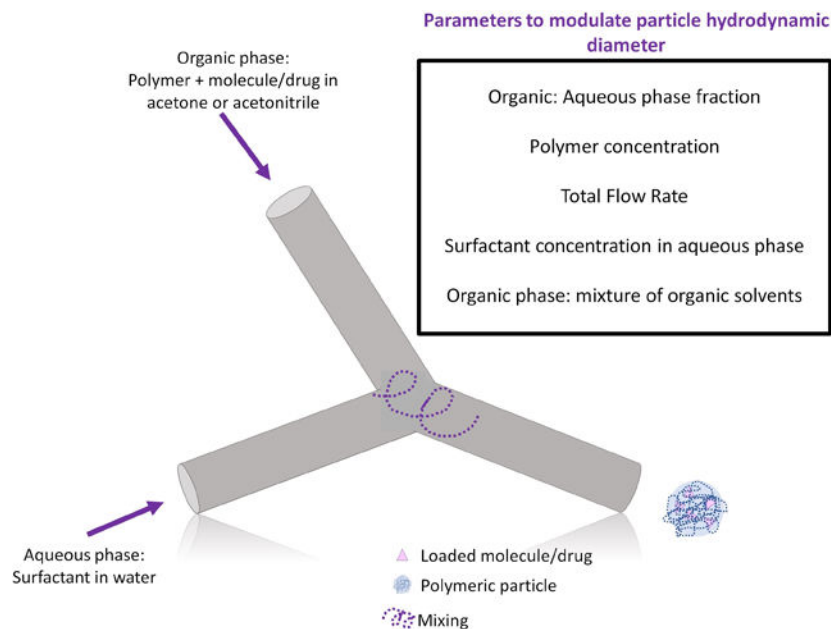 Parameters to modulate particle hydrodynamic
diameter
Organic phase:
Polymer + molecule/drug in
acetone or acetonitrile
Organic: Aqueous phase fraction
Polymer concentration
Total Flow Rate
Surfactant concentration in aqueous phase
Organic phase: mixture of organic solvents
Aqueous phase:
Surfactant in water
Loaded molecule/drug
Polymeric particle
Mixing